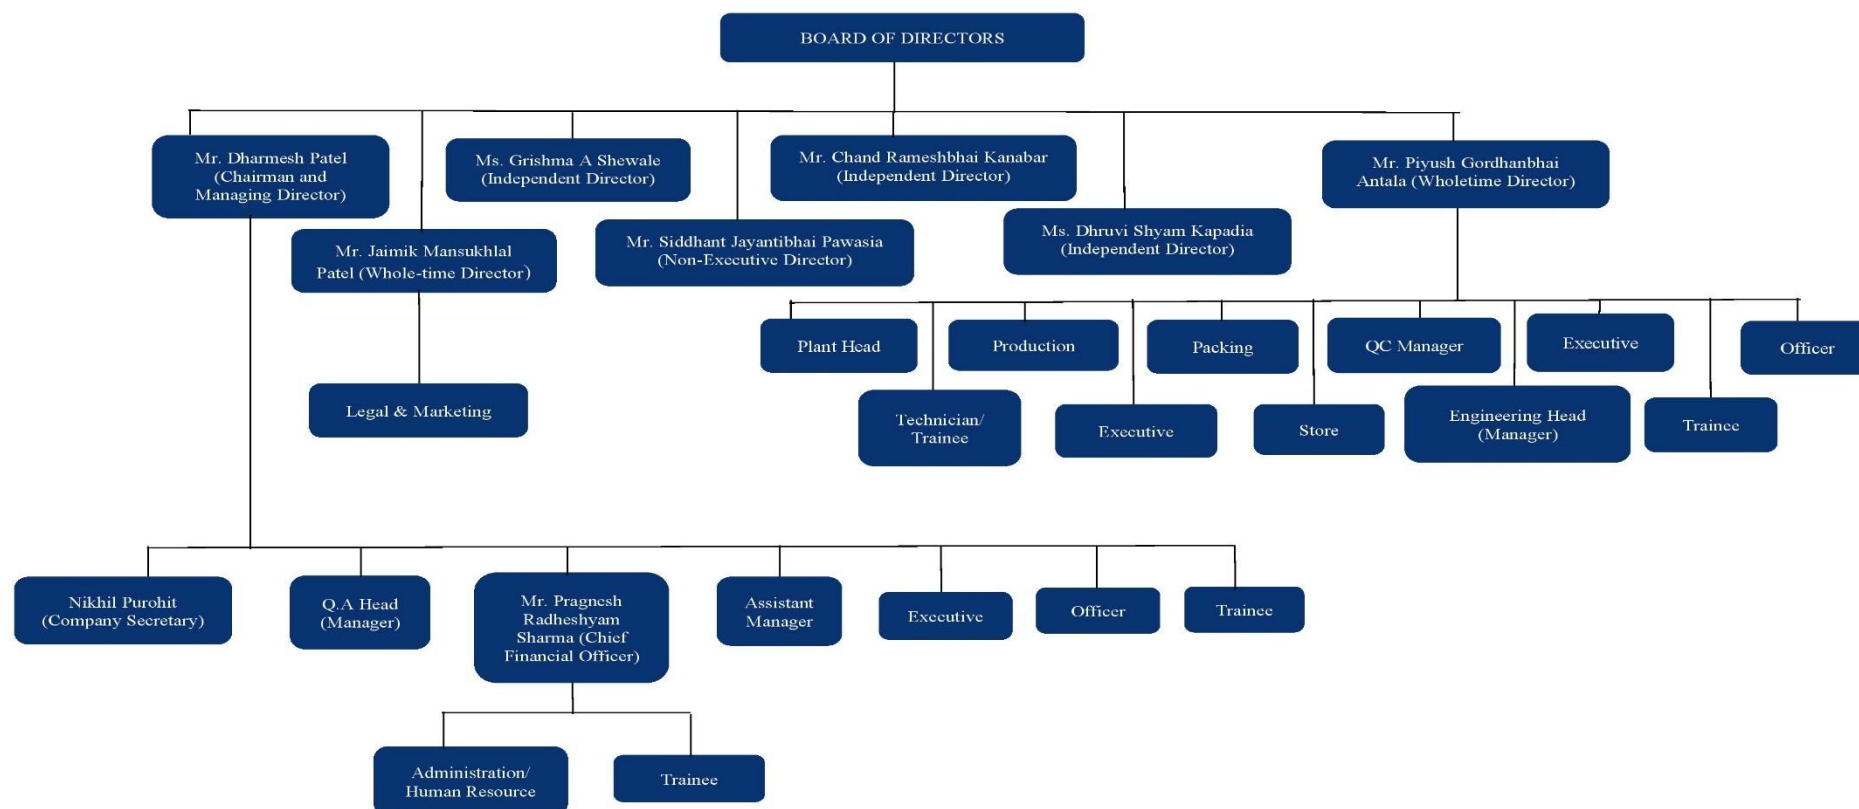 BOARD OF DIRECTORS
Mr. Dharmesh Patel
(Chairman and
Managing Director)
Ms. Grishma A Shewale
(Independent Director)
Mr. Chand Rameshbhai Kanabar
(Independent Director)
Mr. Piyush Gordhanbhai
Antala (Wholetime Director)
Mr. Jaimik Mansukhlal
Patel (Whole-time Director)
Mr. Siddhant Jayantibhai Pawasia
(Non-Executive Director)
Ms. Dhruvi Shyam Kapadia
(Independent Director)
Plant Head
Production
Packing
QC Manager
Executive
Officer
Legal & Marketing
Technician/
Trainee
Executive
Store
Engineering Head
(Manager)
Trainee
Nikhil Purohit
(Company Secretary)
Q.A Head
(Manager)
Mr. Pragnesh
Radheshyam
Sharma (Chief
Financial Officer)
Assistant
Manager
Executive
Officer
Trainee
Administration/
Human Resource
Trainee